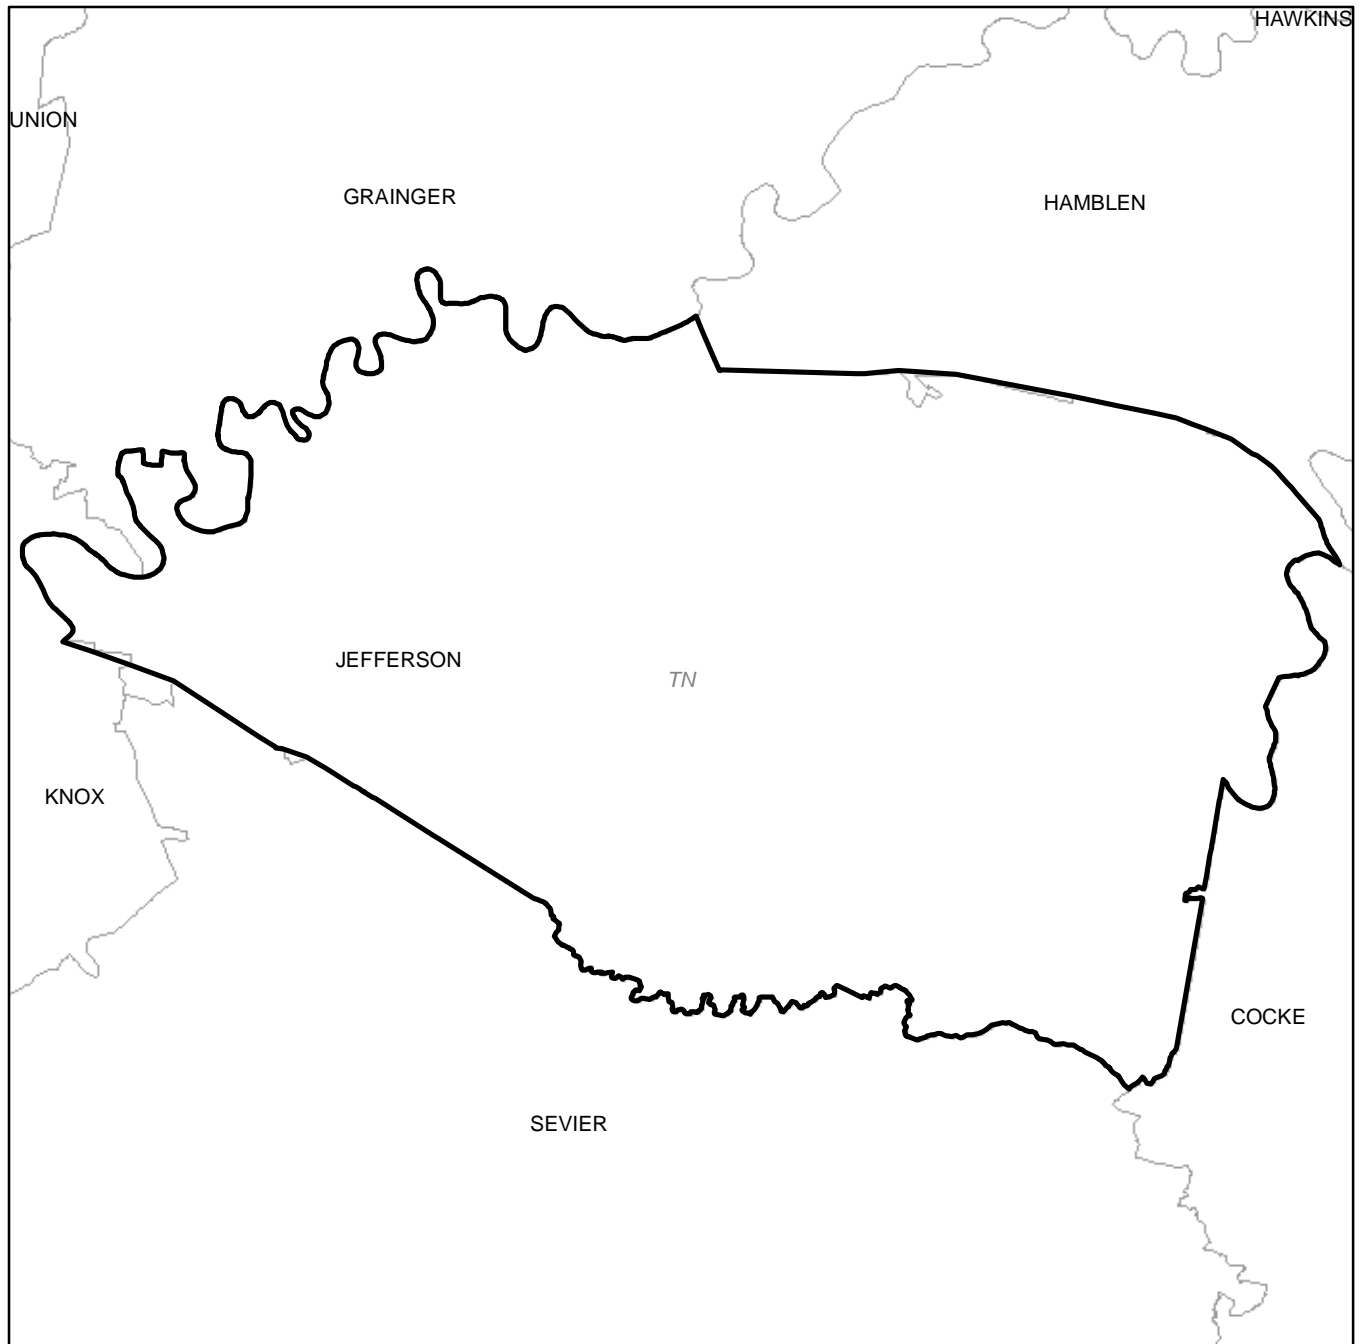 HAWKINS
UNION
GRAINGER
HAMBLEN
JEFFERSON
TN
KNOX
COCKE
SEVIER